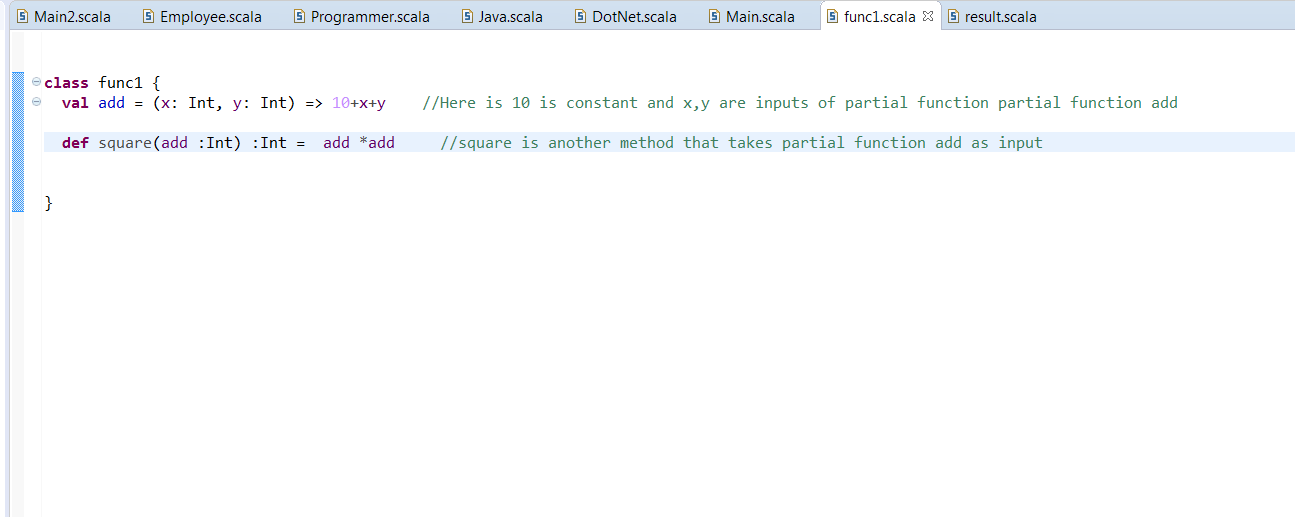 Main2.scala Employee.scala Programmer.scala Java.scala DotNet.scala Main.scala func1.scala result.scala
class func1 {
val add = (x: Int, y: Int) => 10+x+y //Here is 10 is constant and x,y are inputs of partial function partial function add
def square(add :Int) :Int = add *add //square is another method that takes partial function add as input
}